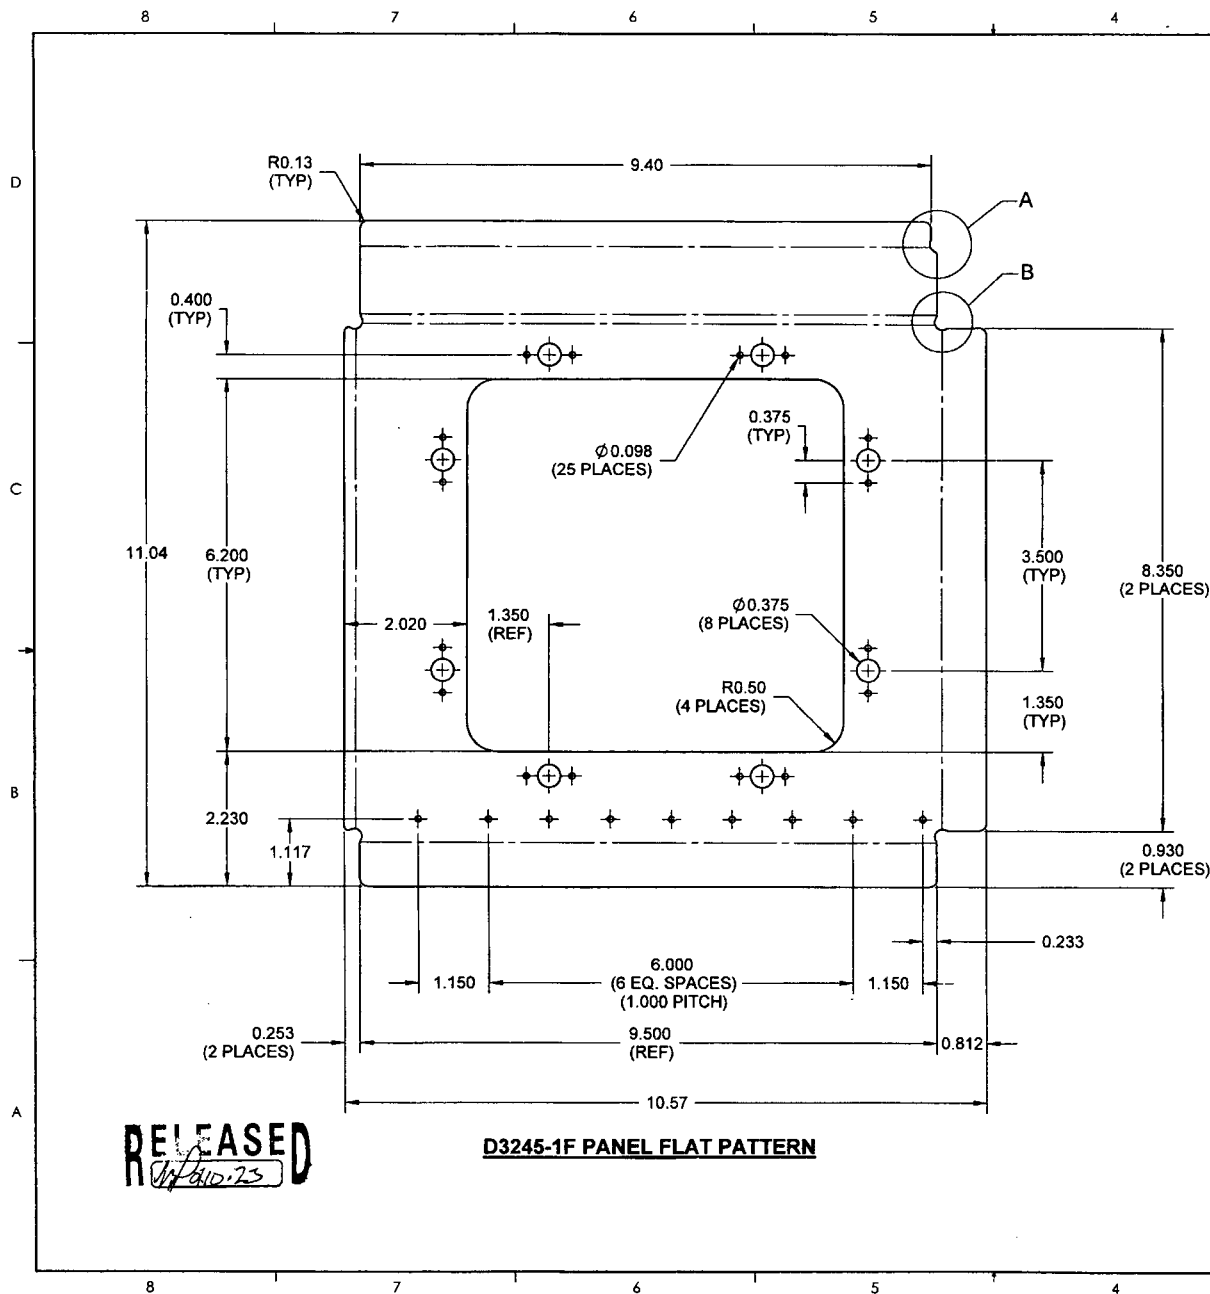 8 7 6 5 4
D
C
B
A
9.40
R0.13
(TYP)
A
B
0.400
(TYP)
0.375
(TYP)
Ø0.098
(25 PLACES)
11.04
6.200
(TYP)
3.500
(TYP)
8.350
(2 PLACES)
2.020
1.350
(REF)
Ø0.375
(8 PLACES)
R0.50
(4 PLACES)
1.350
(TYP)
2.230
1.117
0.930
(2 PLACES)
0.233
1.150
6.000
(6 EQ. SPACES)
(1.000 PITCH)
1.150
0.253
(2 PLACES)
9.500
(REF)
0.812
10.57
RELEASED
D3245-1F PANEL FLAT PATTERN
8 7 6 5 4